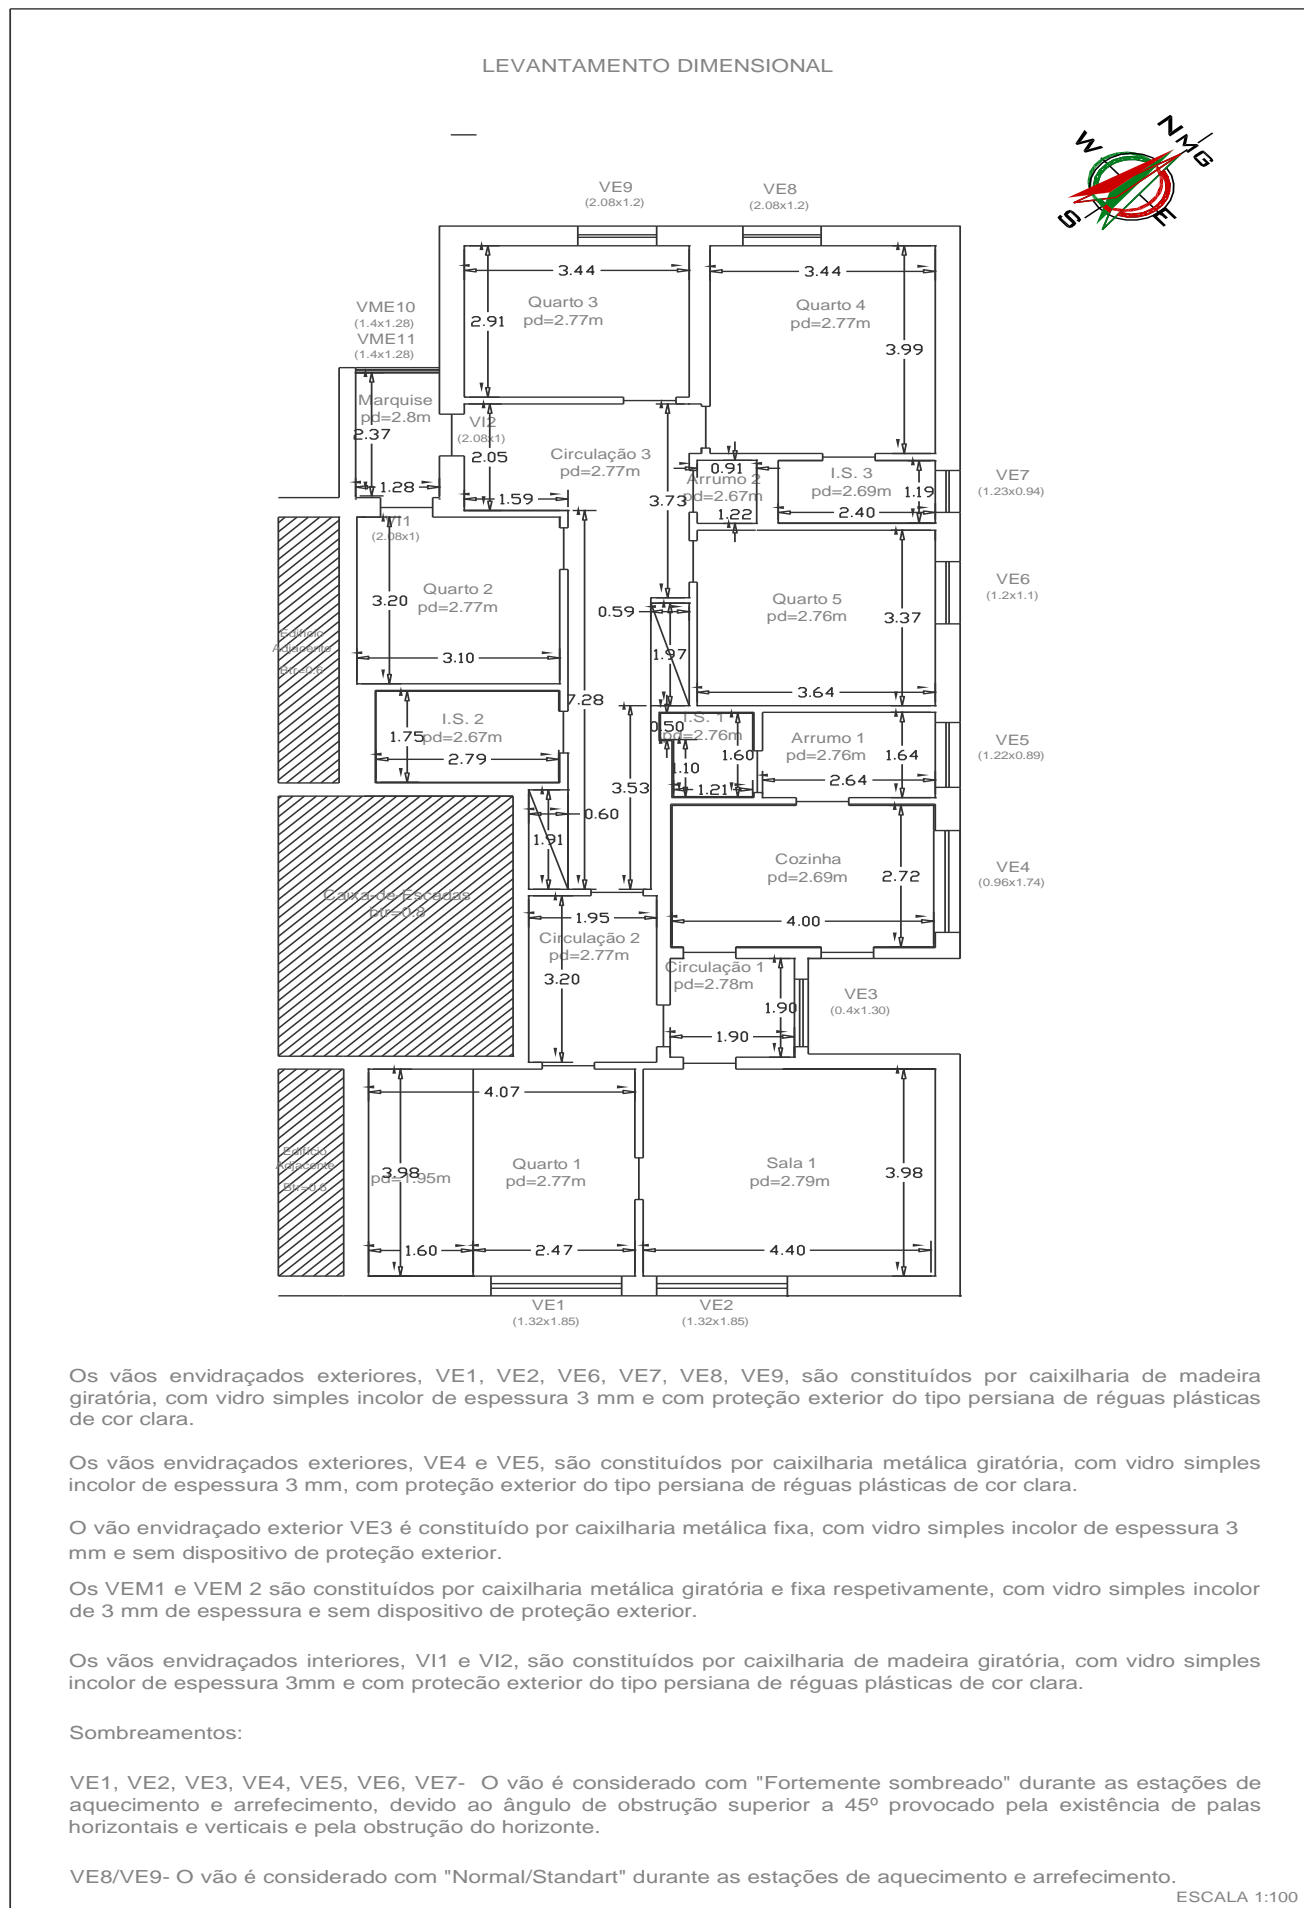 LEVANTAMENTO DIMENSIONAL
N
MG
W
S
E
VE9
(2.08x1.2)
VE8
(2.08x1.2)
3.44
3.44
Quarto 3
pd=2.77m
Quarto 4
pd=2.77m
2.91
3.99
VME10
(1.4x1.28)
VME11
(1.4x1.28)
Marquise
pd=2.8m
2.37
1.28
VI2
(2.08x1)
2.05
1.59
Circulação 3
pd=2.77m
3.73
0.91
Arrumo 2
pd=2.67m
1.22
I.S. 3
pd=2.69m
1.19
2.40
VE7
(1.23x0.94)
VI1
(2.08x1)
Quarto 2
pd=2.77m
3.20
3.10
0.59
1.97
Quarto 5
pd=2.76m
3.37
3.64
VE6
(1.2x1.1)
Edifício
Adjacente
Btr=0.6
7.28
I.S. 2
pd=2.67m
1.75
2.79
0.50
I.S. 1
pd=2.76m
1.60
1.10
1.21
Arrumo 1
pd=2.76m
1.64
2.64
VE5
(1.22x0.89)
3.53
0.60
1.91
Cozinha
pd=2.69m
2.72
4.00
VE4
(0.96x1.74)
Caixa-de-Escadas
ptr=0.8
1.95
Circulação 2
pd=2.77m
3.20
Circulação 1
pd=2.78m
1.90
1.90
VE3
(0.4x1.30)
4.07
3.98
pd=1.95m
Quarto 1
pd=2.77m
Sala 1
pd=2.79m
3.98
Edifício
Adjacente
Btr=0.6
1.60
2.47
4.40
VE1
(1.32x1.85)
VE2
(1.32x1.85)
Os vãos envidraçados exteriores, VE1, VE2, VE6, VE7, VE8, VE9, são constituídos por caixilharia de madeira
giratória, com vidro simples incolor de espessura 3 mm e com proteção exterior do tipo persiana de réguas plásticas
de cor clara.
Os vãos envidraçados exteriores, VE4 e VE5, são constituídos por caixilharia metálica giratória, com vidro simples
incolor de espessura 3 mm, com proteção exterior do tipo persiana de réguas plásticas de cor clara.
O vão envidraçado exterior VE3 é constituído por caixilharia metálica fixa, com vidro simples incolor de espessura 3
mm e sem dispositivo de proteção exterior.
Os VEM1 e VEM 2 são constituídos por caixilharia metálica giratória e fixa respetivamente, com vidro simples incolor
de 3 mm de espessura e sem dispositivo de proteção exterior.
Os vãos envidraçados interiores, VI1 e VI2, são constituídos por caixilharia de madeira giratória, com vidro simples
incolor de espessura 3mm e com protecão exterior do tipo persiana de réguas plásticas de cor clara.
Sombreamentos:
VE1, VE2, VE3, VE4, VE5, VE6, VE7- O vão é considerado com "Fortemente sombreado" durante as estações de
aquecimento e arrefecimento, devido ao ângulo de obstrução superior a 45º provocado pela existência de palas
horizontais e verticais e pela obstrução do horizonte.
VE8/VE9- O vão é considerado com "Normal/Standart" durante as estações de aquecimento e arrefecimento.
ESCALA 1:100